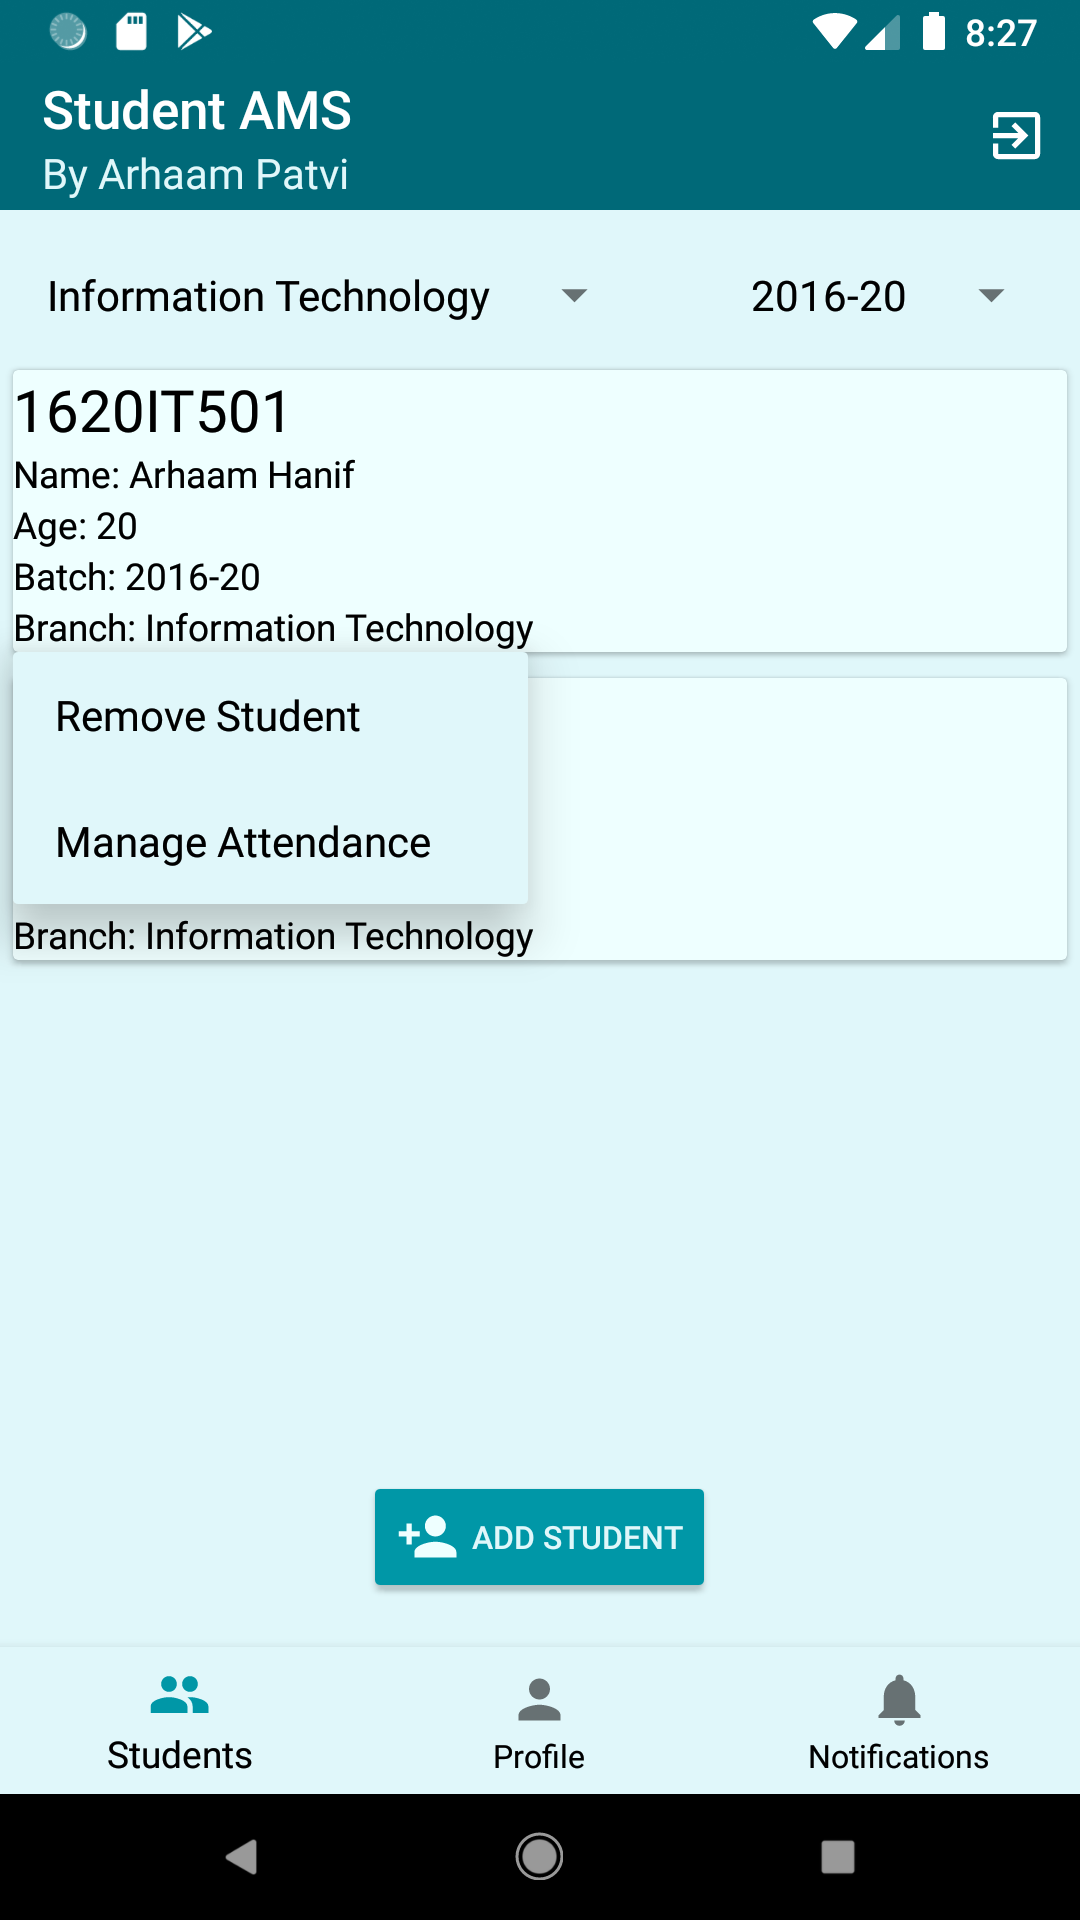 8:27
Student AMS
By Arhaam Patvi
Information Technology
2016-20
1620IT501
Name: Arhaam Hanif
Age: 20
Batch: 2016-20
Branch: Information Technology
Remove Student
Manage Attendance
Branch: Information Technology
ADD STUDENT
Students
Profile
Notifications